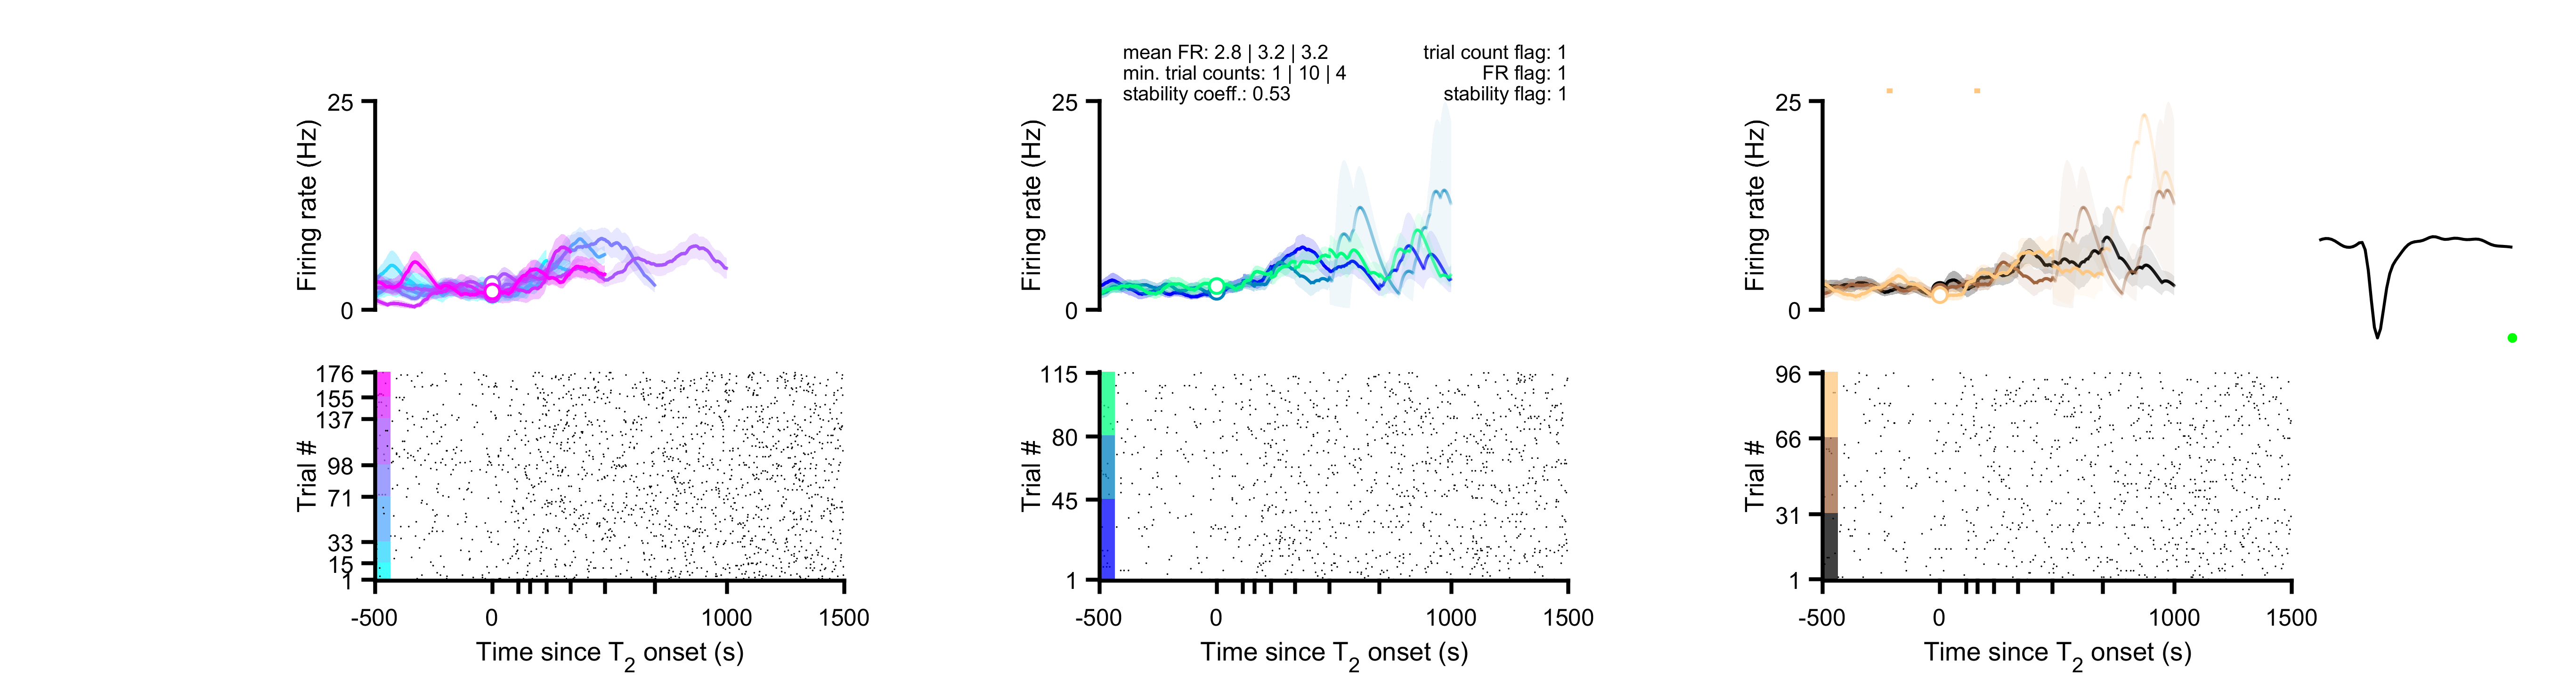 mean FR: 2.8 | 3.2 | 3.2
min. trial counts: 1 | 10 | 4
stability coeff.: 0.53
trial count flag: 1
FR flag: 1
stability flag: 1
25
Firing rate (Hz)
0
25
Firing rate (Hz)
0
25
Firing rate (Hz)
0
176
155
137
98
71
33
15
1
Trial #
-500 0 1000 1500
Time since T2 onset (s)
115
80
45
1
Trial #
-500 0 1000 1500
Time since T2 onset (s)
96
66
31
1
Trial #
-500 0 1000 1500
Time since T2 onset (s)